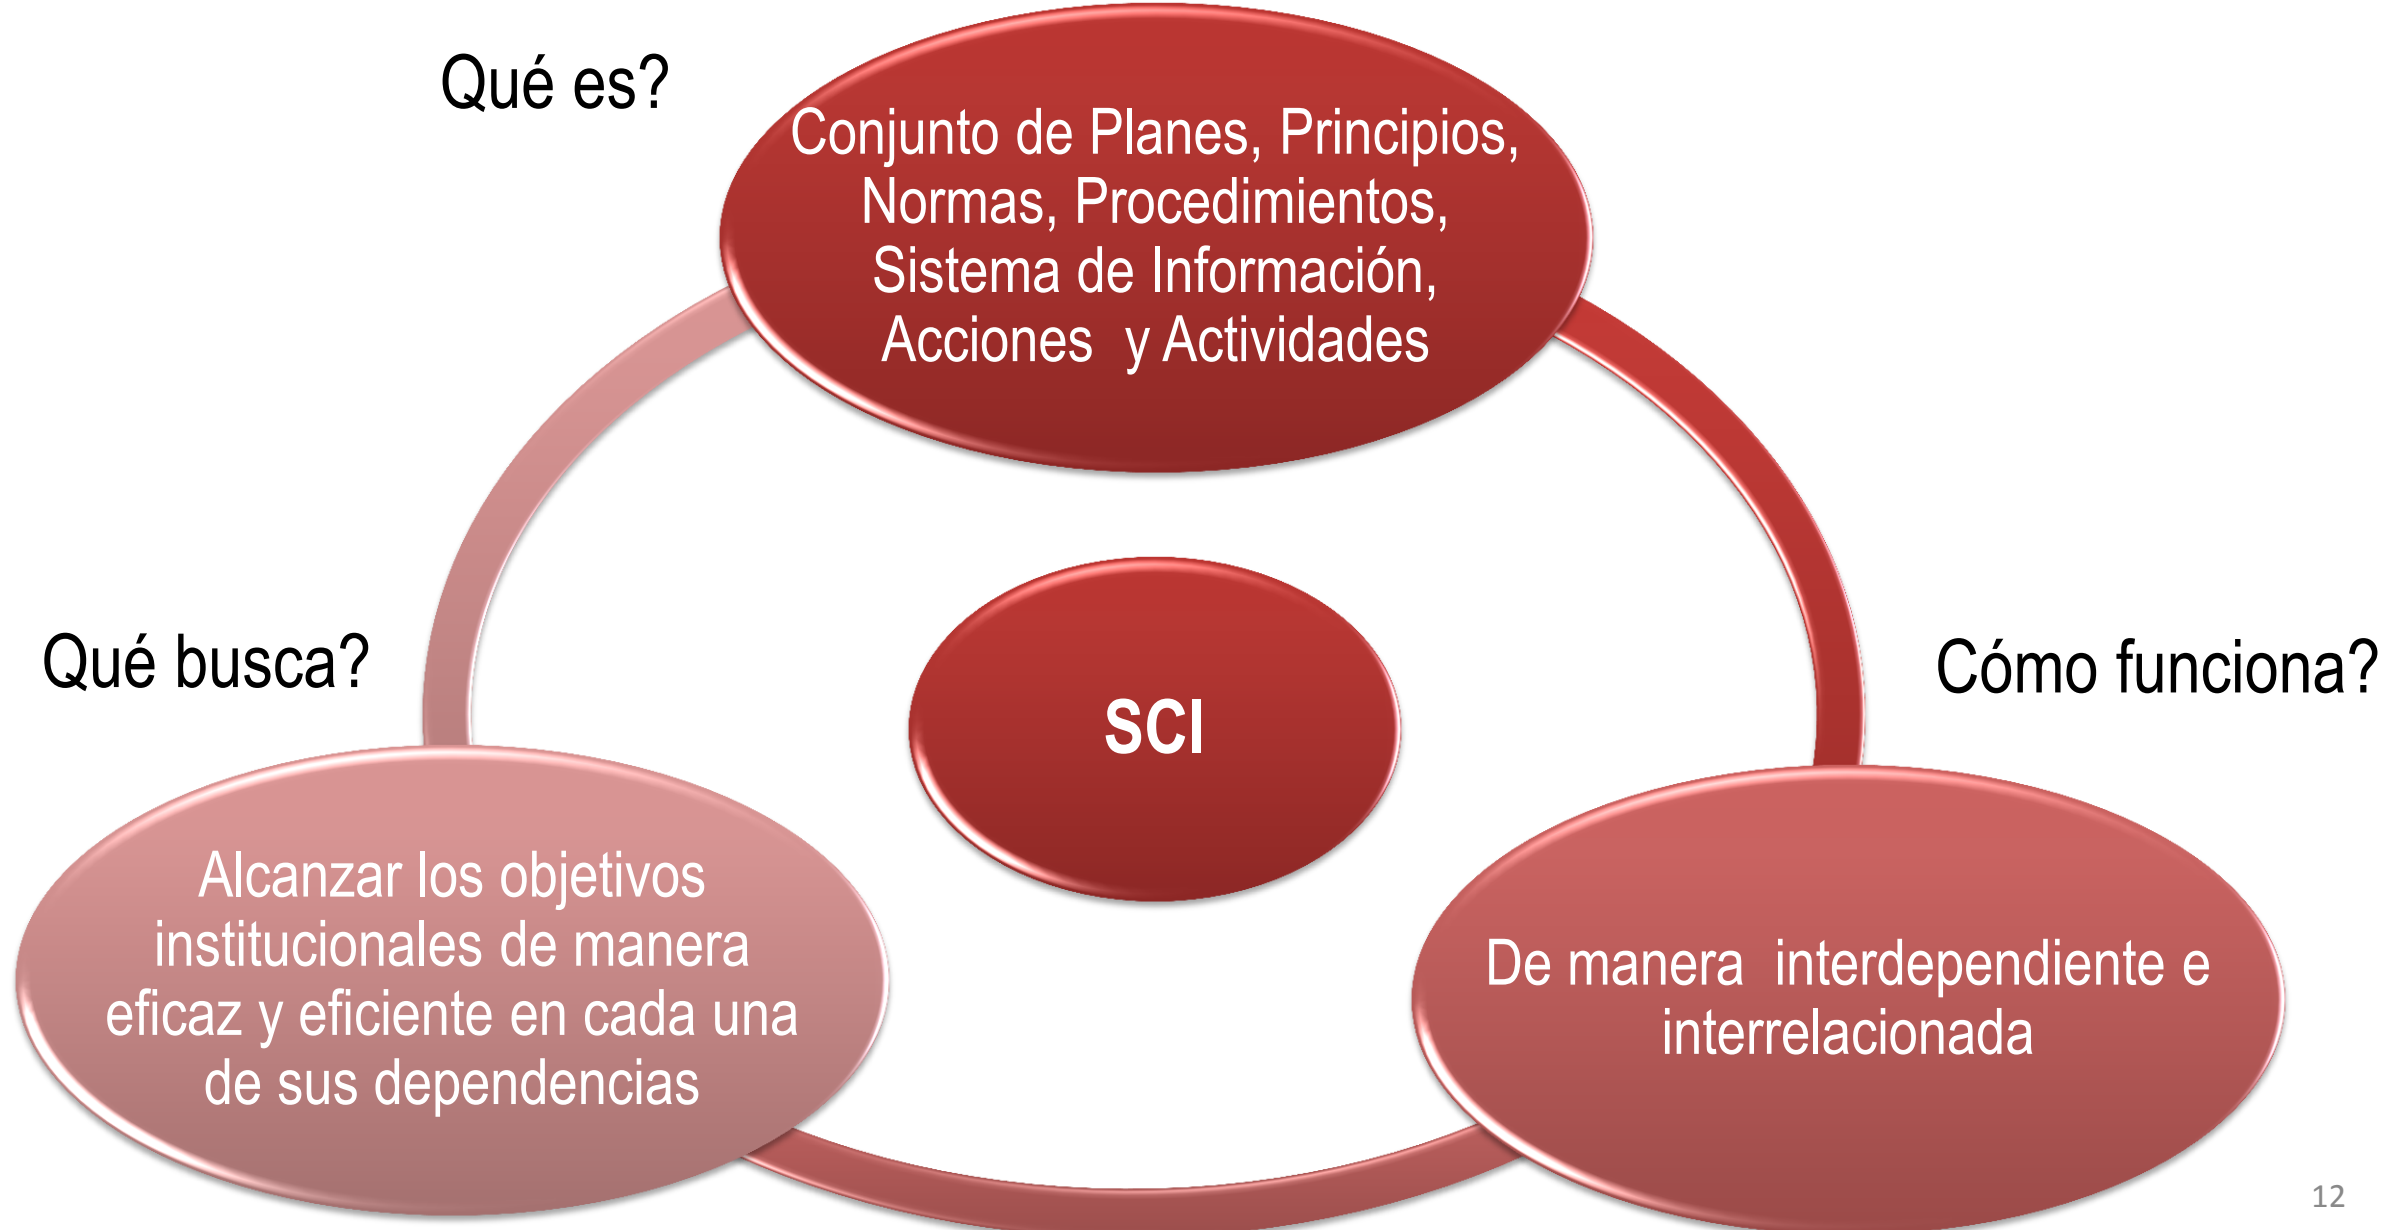 Qué es?
Conjunto de Planes, Principios,
Normas, Procedimientos,
Sistema de Información,
Acciones  y Actividades
Qué busca?
Cómo funciona?
SCI
Alcanzar los objetivos
institucionales de manera
eficaz y eficiente en cada una
de sus dependencias
De manera  interdependiente e
interrelacionada
12